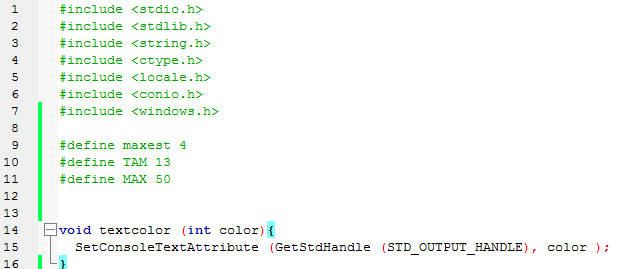 1 #include <stdio.h>
2 #include <stdlib.h>
3 #include <string.h>
4 #include <ctype.h>
5 #include <locale.h>
6 #include <conio.h>
7 #include <windows.h>
8
9 #define maxest 4
10 #define TAM 13
11 #define MAX 50
12
13
14 void textcolor (int color){
15 SetConsoleTextAttribute (GetStdHandle (STD_OUTPUT_HANDLE), color );
16 }